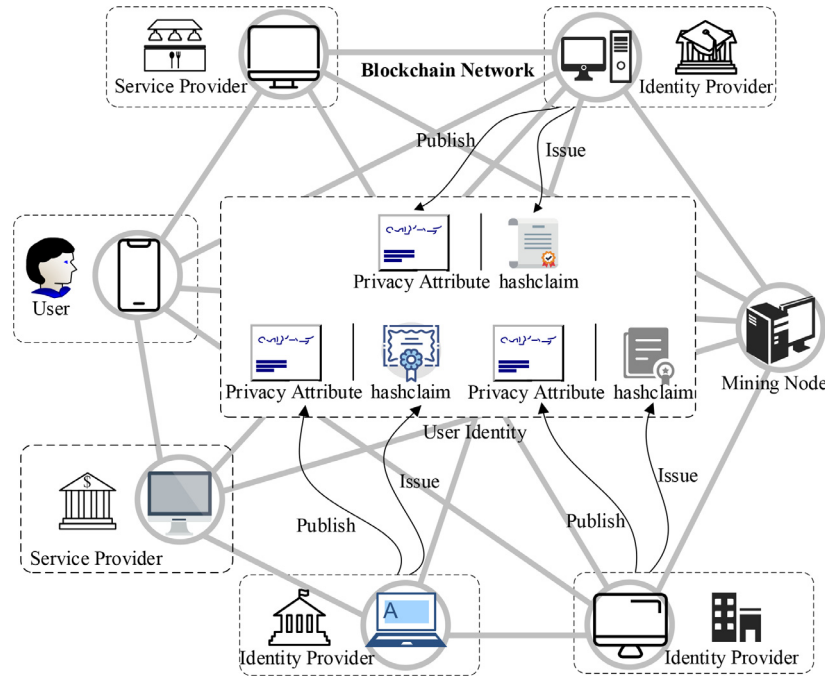 Service Provider
Blockchain Network
Identity Provider
Publish
Issue
Privacy Attribute
hashclaim
User
Mining Node
Privacy Attribute
hashclaim
Privacy Attribute
hashclaim
User Identity
$
Service Provider
Publish
Issue
Publish
Issue
A
Identity Provider
Identity Provider